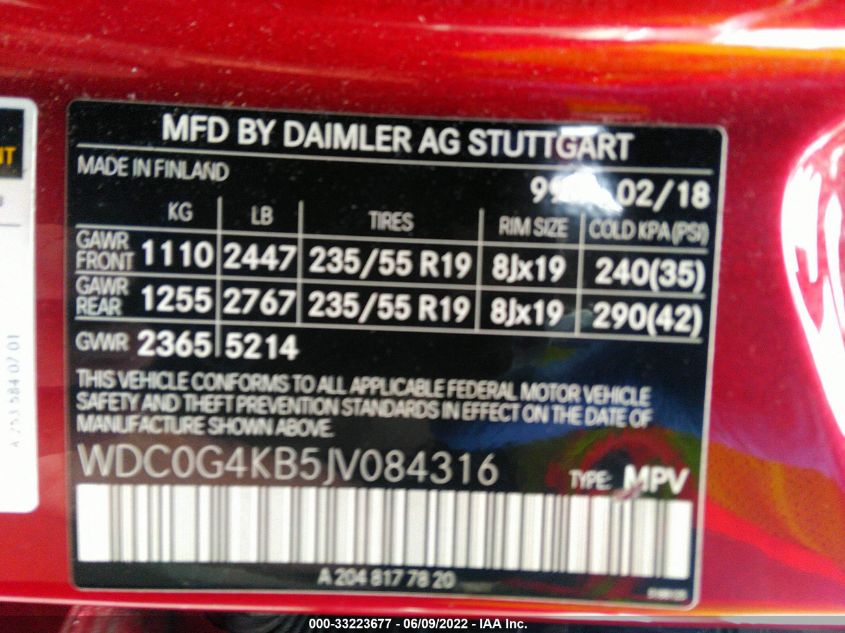 MFD BY DAIMLER AG STUTTGART
MADE IN FINLAND
02/18
KG LB TIRES RIM SIZE COLD KPA (PSI)
GAWR FRONT 1110 2447 235/55 R19 8Jx19 240(35)
GAWR REAR 1255 2767 235/55 R19 8Jx19 290(42)
GVWR 2365 5214
THIS VEHICLE CONFORMS TO ALL APPLICABLE FEDERAL MOTOR VEHICLE
SAFETY AND THEFT PREVENTION STANDARDS IN EFFECT ON THE DATE OF
MANUFACTURE SHOWN ABOVE.
WDC0G4KB5JV084316 TYPE: MPV
A 204 817 78 20
A 253 584 07 01
000-33223677 - 06/09/2022 - IAA Inc.